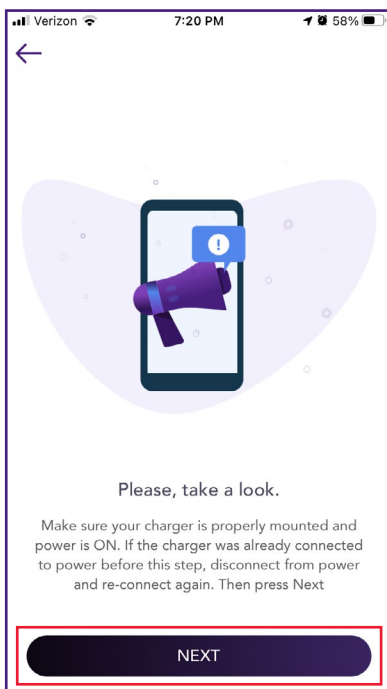 Verizon 7:20 PM 58%
!
Please, take a look.
Make sure your charger is properly mounted and
power is ON. If the charger was already connected
to power before this step, disconnect from power
and re-connect again. Then press Next
NEXT